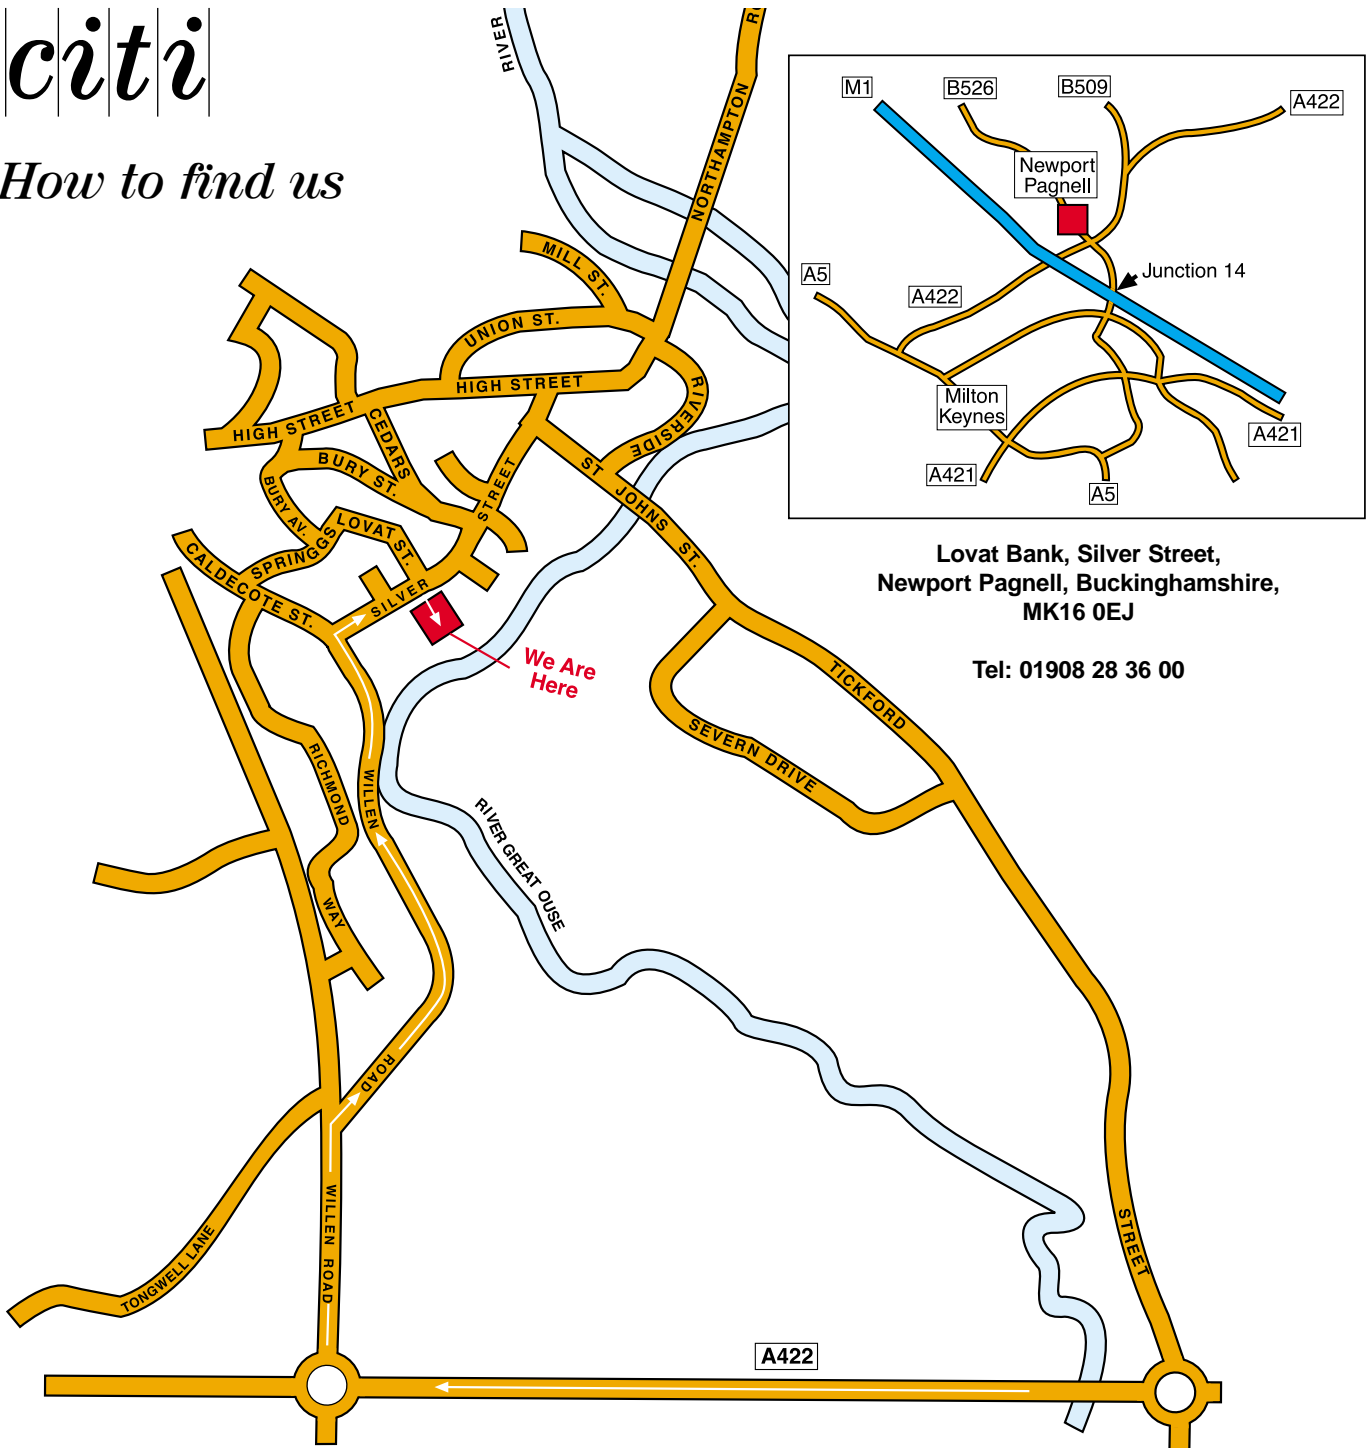 citi
How to find us
RIVER
NORTHAMPTON
MILL ST.
UNION ST.
HIGH STREET
HIGH STREET
RIVERSIDE
CEDARS
BURY ST.
BURY AV.
STREET
ST JOHNS ST.
LOVAT ST.
SPRINGGS
CALDECOTE ST.
SILVER
We Are
Here
TICKFORD
SEVERN DRIVE
RICHMOND
WILLEN
RIVER GREAT OUSE
WAY
ROAD
WILLEN ROAD
TONGWELL LANE
STREET
A422
M1
B526
B509
A422
Newport
Pagnell
A5
Junction 14
A422
Milton
Keynes
A421
A421
A5
Lovat Bank, Silver Street,
Newport Pagnell, Buckinghamshire,
MK16 0EJ
Tel: 01908 28 36 00